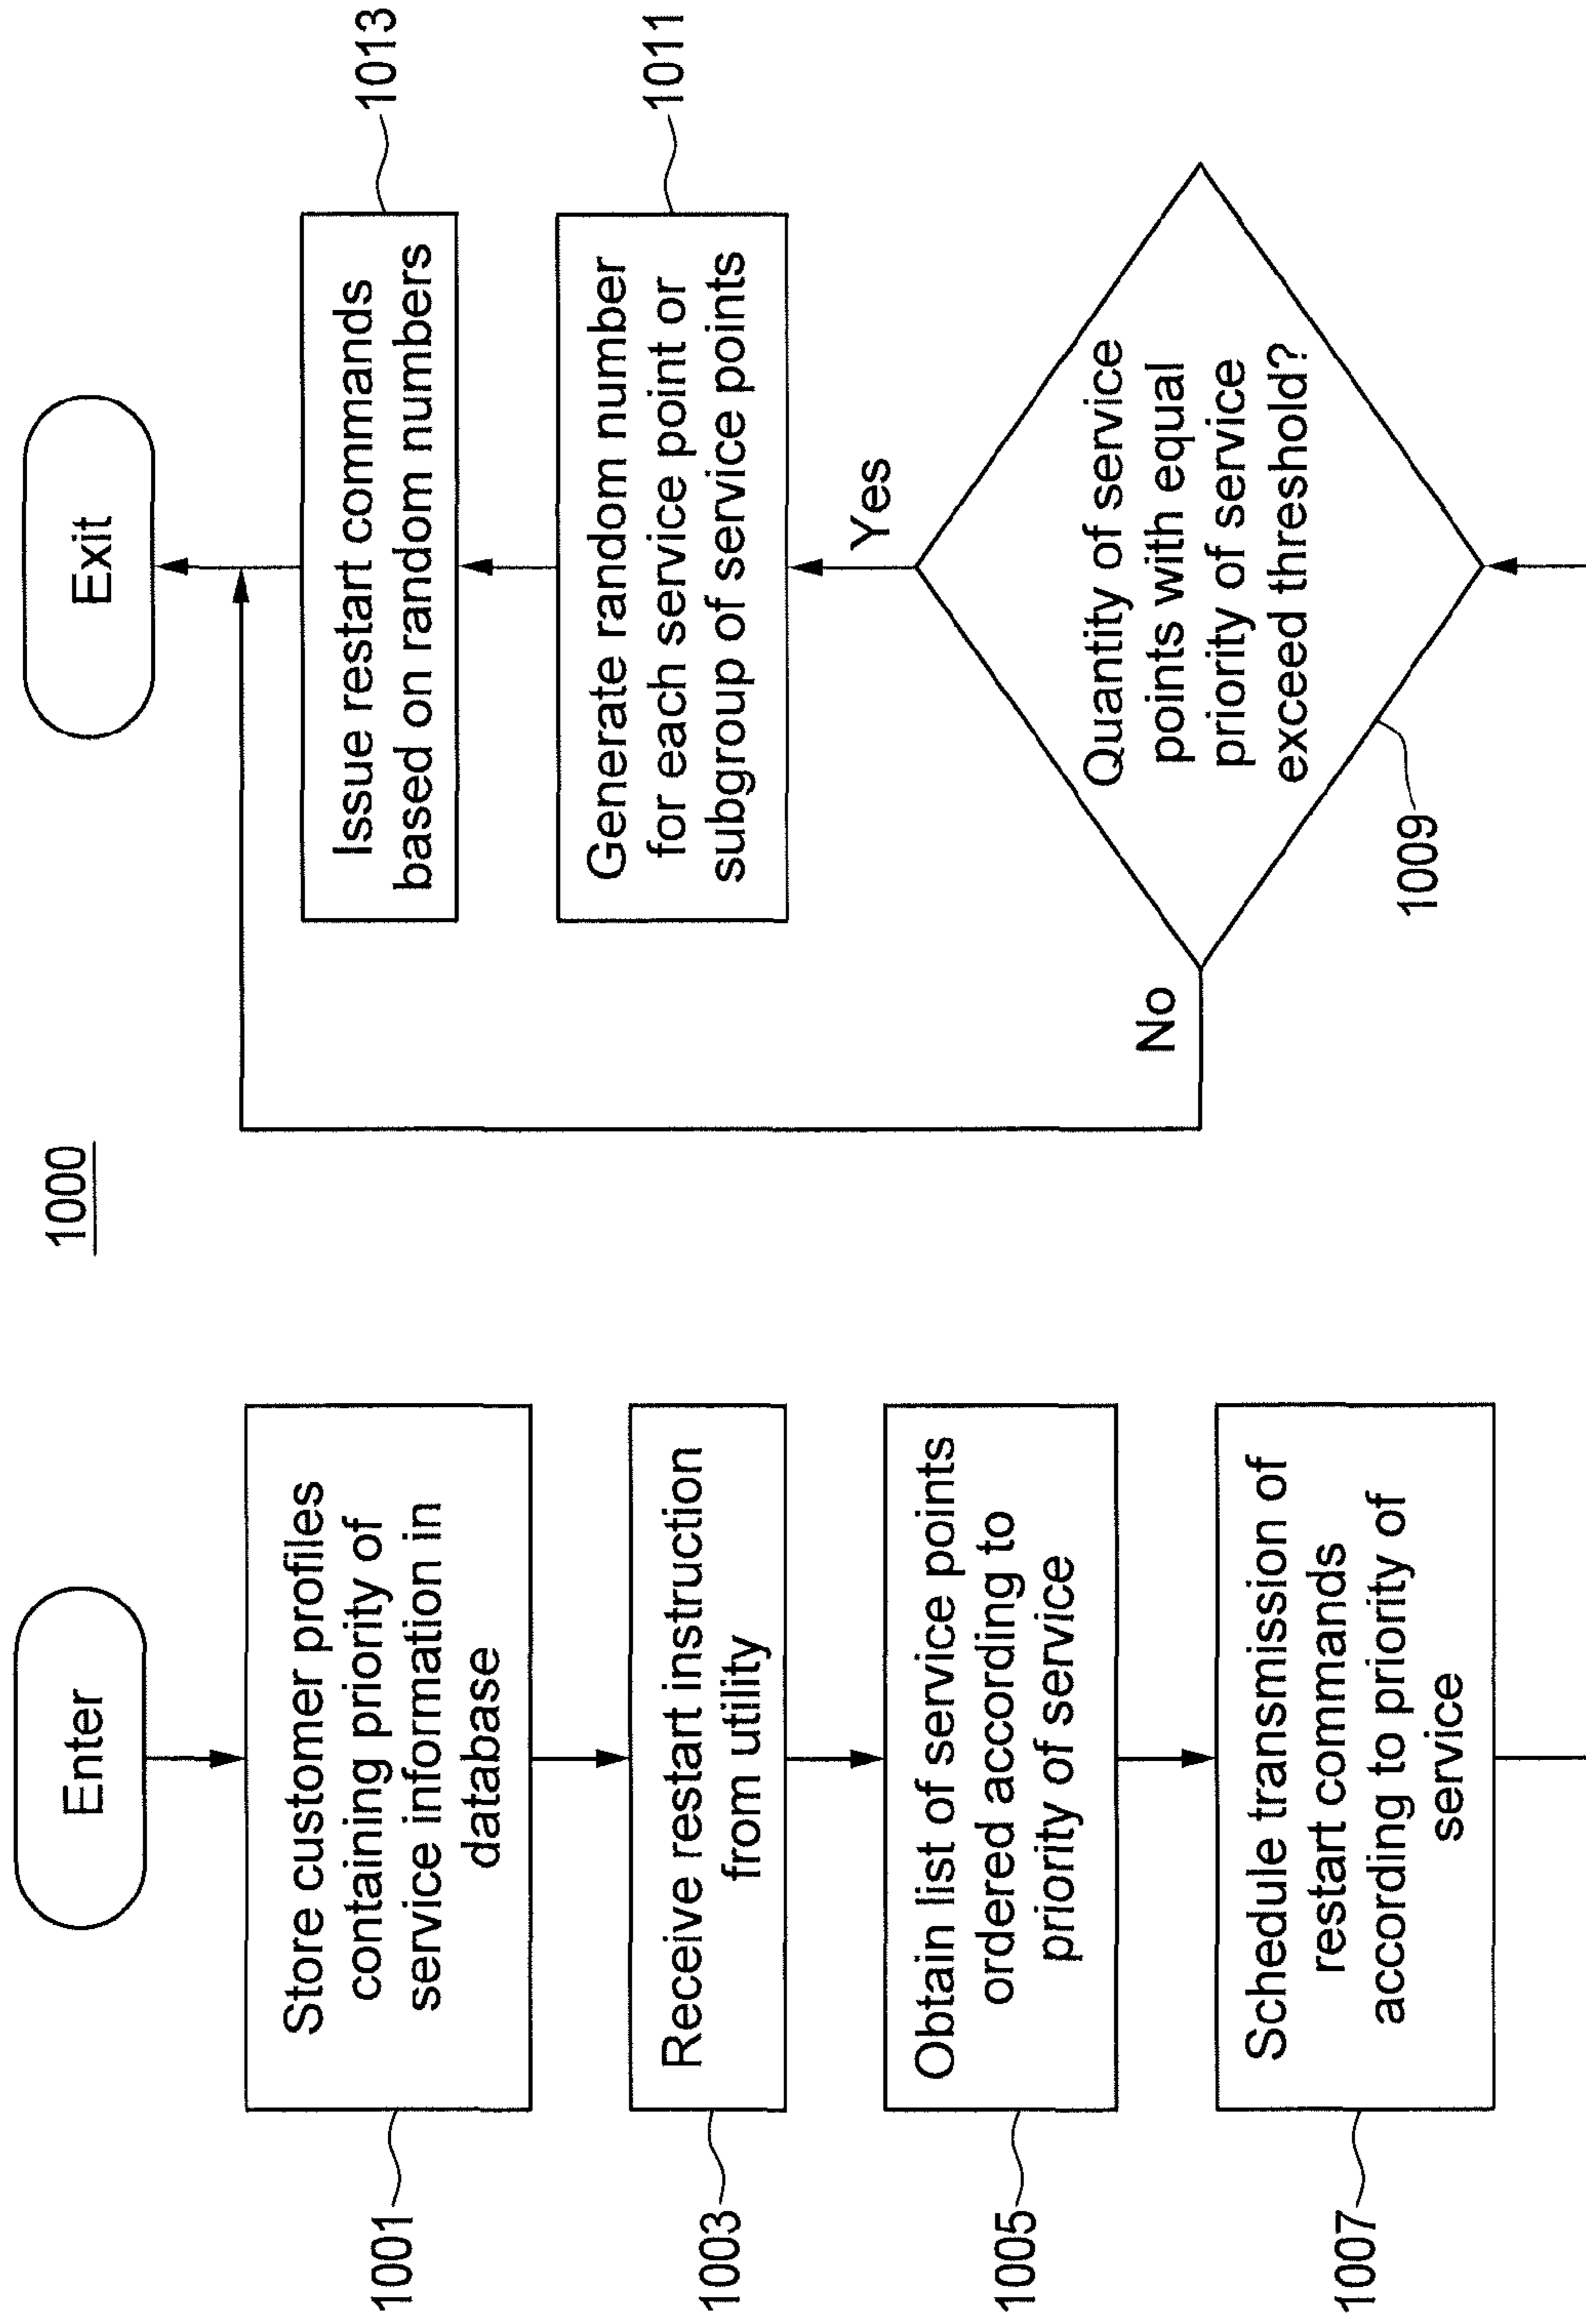 1000
Enter
Store customer profiles
containing priority of
service information in
database
1001
Receive restart instruction
from utility
1003
Obtain list of service points
ordered according to
priority of service
1005
Schedule transmission of
restart commands
according to priority of
service
1007
Quantity of service
points with equal
priority of service
exceed threshold?
1009
No
Yes
Generate random number
for each service point or
subgroup of service points
1011
Issue restart commands
based on random numbers
1013
Exit